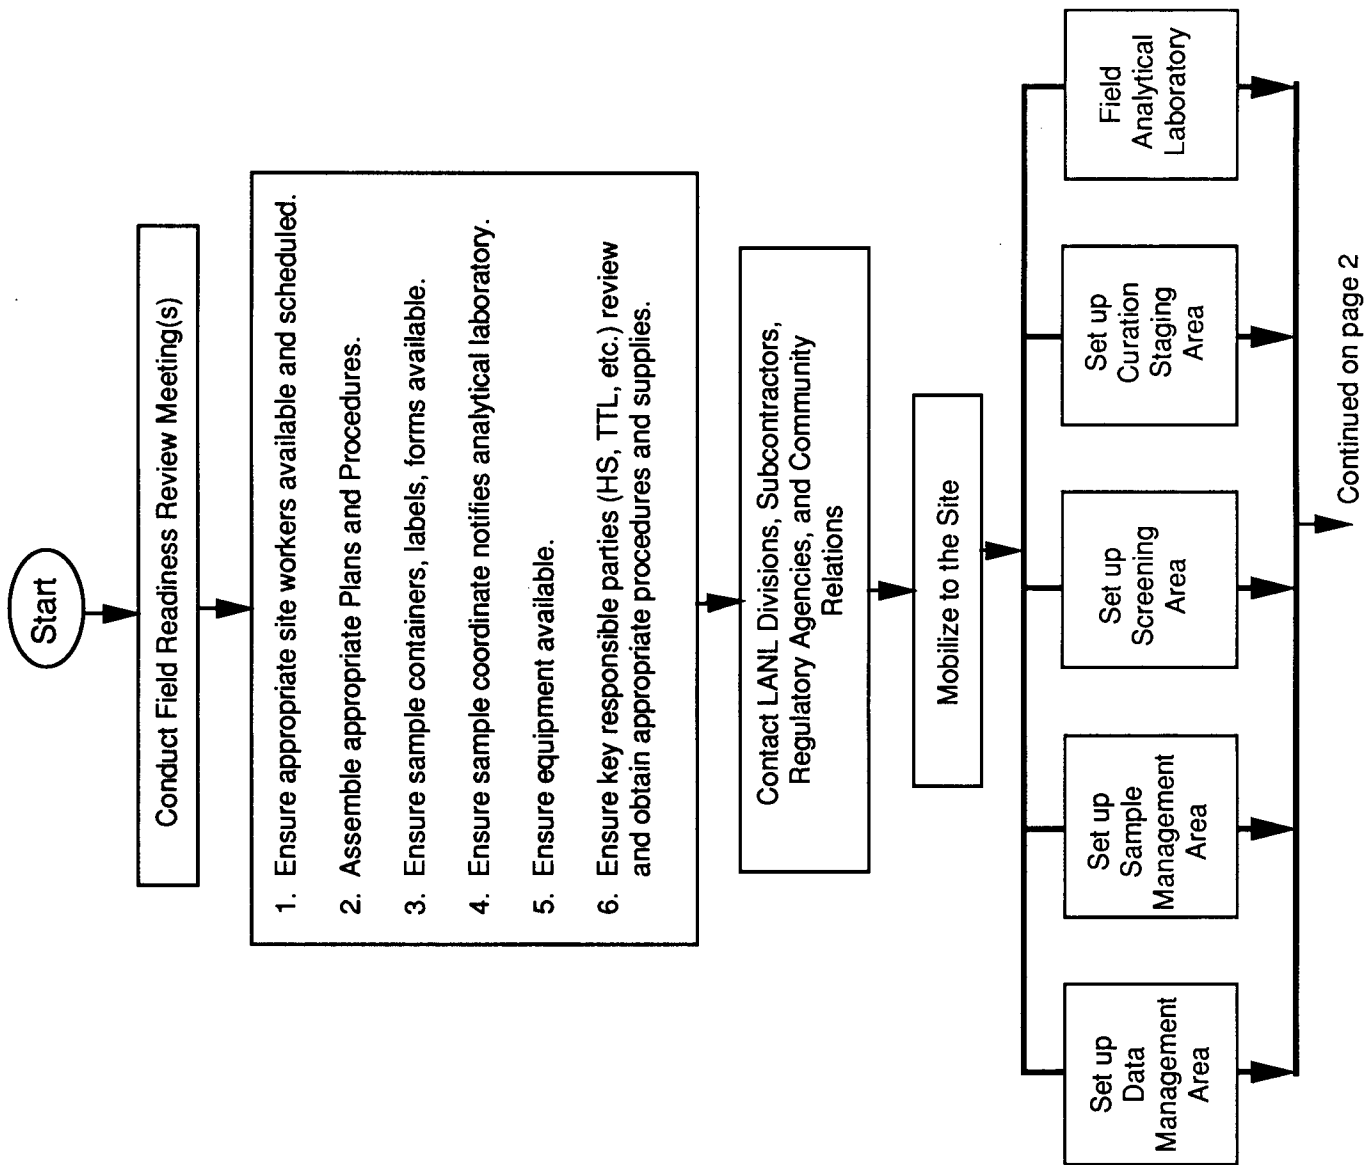 Start
Conduct Field Readiness Review Meeting(s)
1. Ensure appropriate site workers available and scheduled.
2. Assemble appropriate Plans and Procedures.
3. Ensure sample containers, labels, forms available.
4. Ensure sample coordinate notifies analytical laboratory.
5. Ensure equipment available.
6. Ensure key responsible parties (HS, TTL, etc.) review
and obtain appropriate procedures and supplies.
Contact LANL Divisions, Subcontractors,
Regulatory Agencies, and Community
Relations
Mobilize to the Site
Set up
Data
Management
Area
Set up
Sample
Management
Area
Set up
Screening
Area
Set up
Curation
Staging
Area
Field
Analytical
Laboratory
Continued on page 2